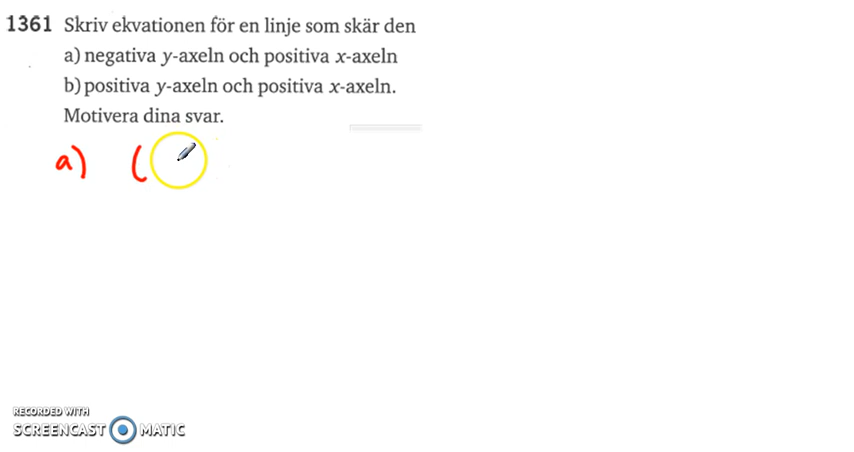 1361 Skriv ekvationen för en linje som skär den
a) negativa y-axeln och positiva x-axeln
b) positiva y-axeln och positiva x-axeln.
Motivera dina svar.
a) (
RECORDED WITH
SCREENCAST MATIC